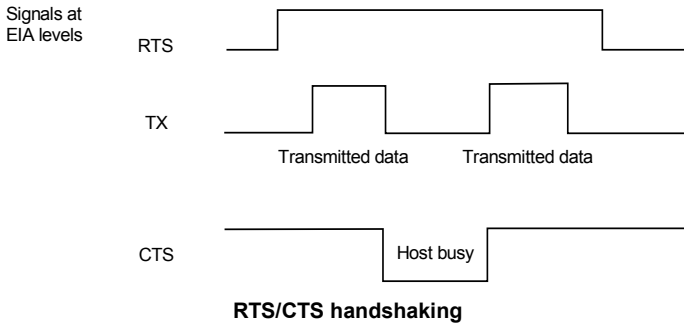 Signals at
EIA levels
RTS
TX
Transmitted data
Transmitted data
CTS
Host busy
RTS/CTS handshaking